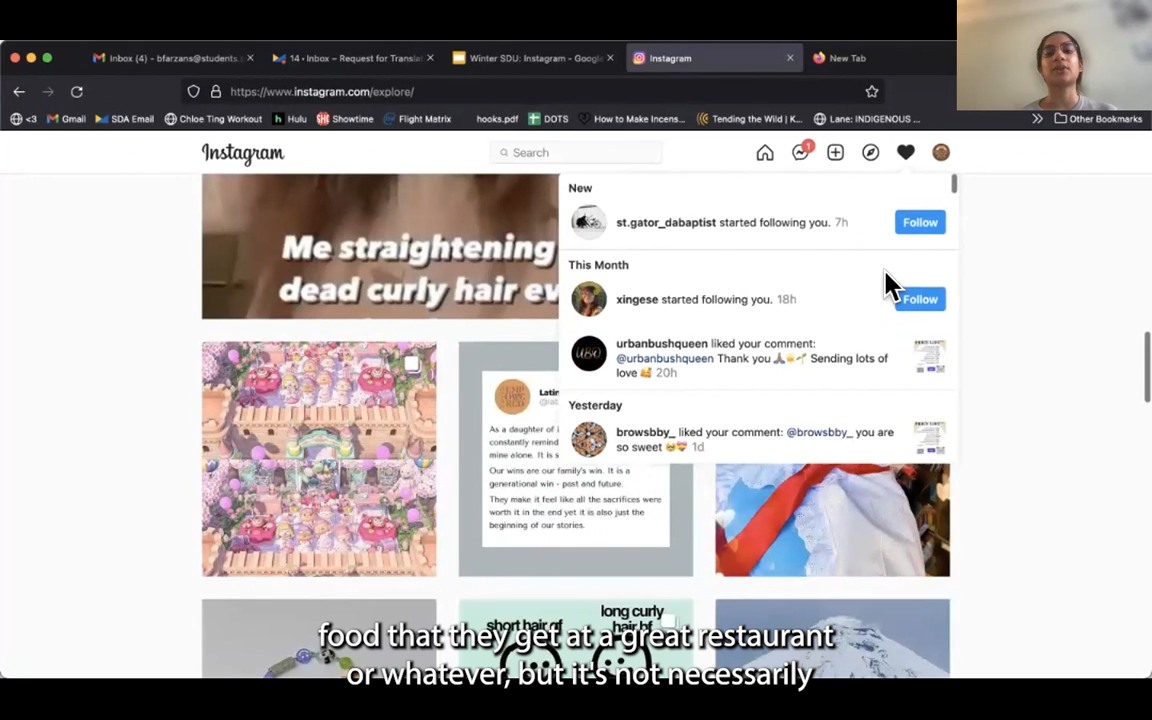 Inbox (4) - bfarzans@students.
14 · Inbox – Request for Translat
Winter SDU: Instagram - Google
Instagram
New Tab
https://www.instagram.com/explore/
<3
Gmail
SDA Email
Chloe Ting Workout
Hulu
Showtime
Flight Matrix
hooks.pdf
DOTS
How to Make Incens...
Tending the Wild | K...
Lane: INDIGENOUS ...
Other Bookmarks
Instagram
Search
1
New
st.gator_dabaptist started following you. 7h
Follow
This Month
xingese started following you. 18h
Follow
urbanbushqueen liked your comment:
@urbanbushqueen Thank you 🙏🏽☀️🌱 Sending lots of
love 🥰 20h
Yesterday
browsbby_ liked your comment: @browsbby_ you are
so sweet 🥹💝 1d
Me straightening
dead curly hair ev
UBQ
EMP
OWE
RED
Latin
As a daughter of i
constantly remind
mine alone. It is
Our wins are our family's win. It is a
generational win - past and future.
They make it feel like all the sacrifices were
worth it in the end yet it is also just the
beginning of our stories.
short hair gf
long curly
hair bf
food that they get at a great restaurant
or whatever, but it's not necessarily